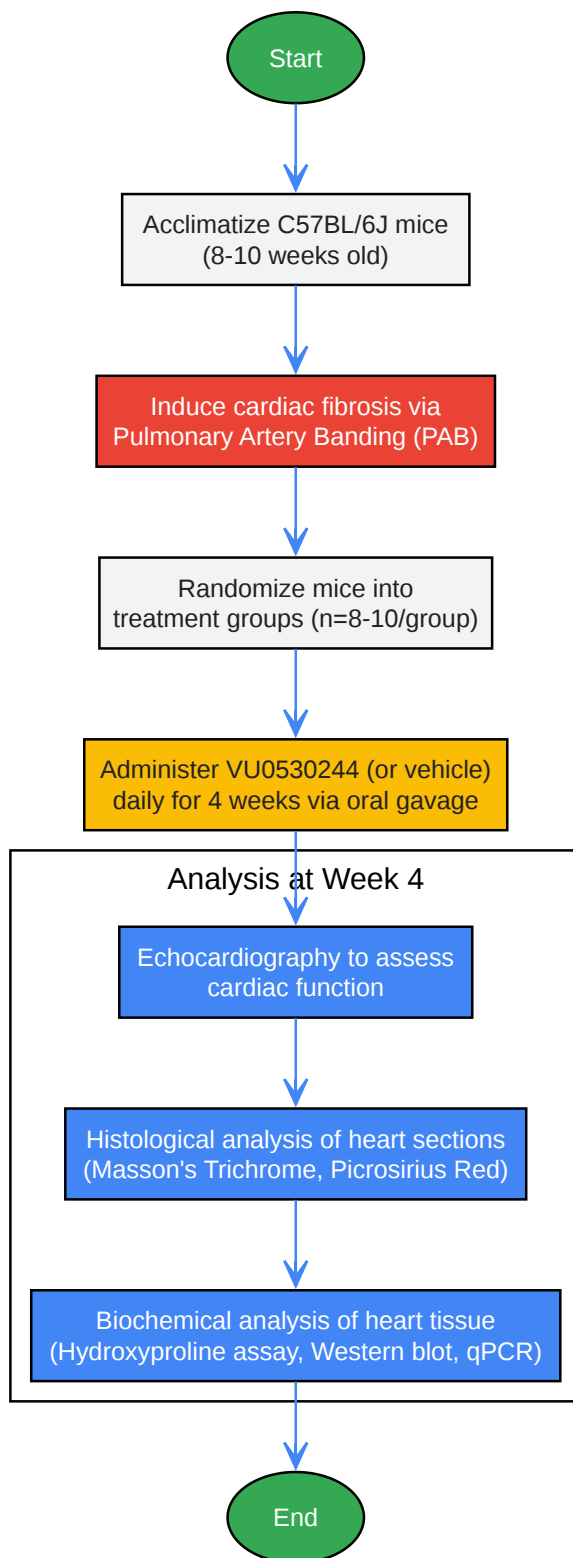 Start
Acclimatize C57BL/6J mice
(8-10 weeks old)
Induce cardiac fibrosis via
Pulmonary Artery Banding (PAB)
Randomize mice into
treatment groups (n=8-10/group)
Administer VU0530244 (or vehicle)
daily for 4 weeks via oral gavage
Analysis at Week 4
Echocardiography to assess
cardiac function
Histological analysis of heart sections
(Masson's Trichrome, Picrosirius Red)
Biochemical analysis of heart tissue
(Hydroxyproline assay, Western blot, qPCR)
End